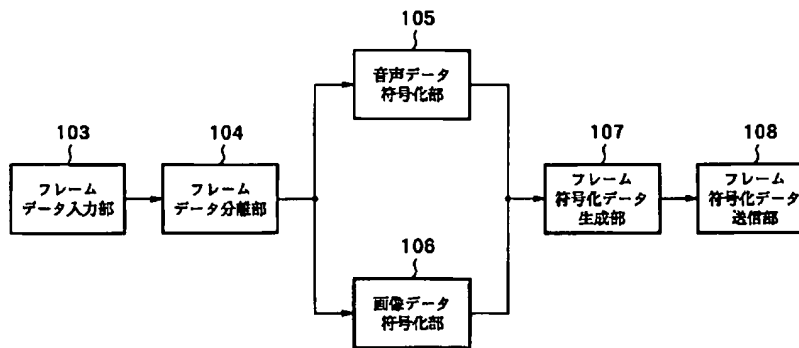 105
音声データ
符号化部
103
フレーム
データ入力部
104
フレーム
データ分離部
107
フレーム
符号化データ
生成部
108
フレーム
符号化データ
送信部
106
画像データ
符号化部